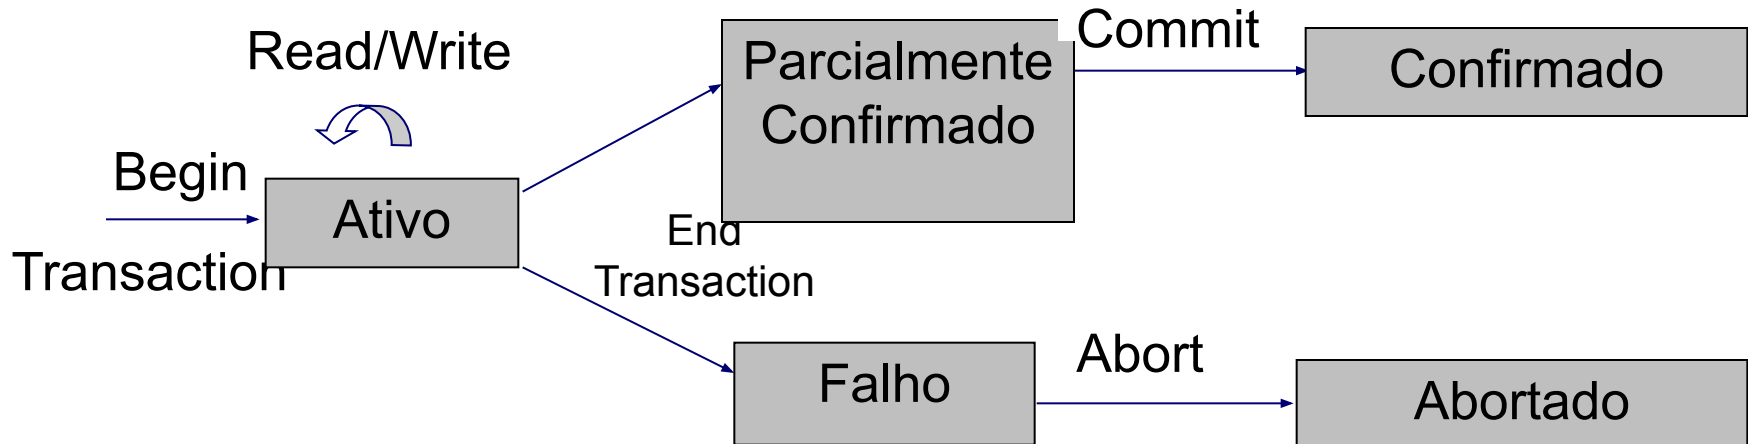 Read/Write
Begin
Transaction
Ativo
Parcialmente
Confirmado
Commit
Confirmado
End
Transaction
Falho
Abort
Abortado